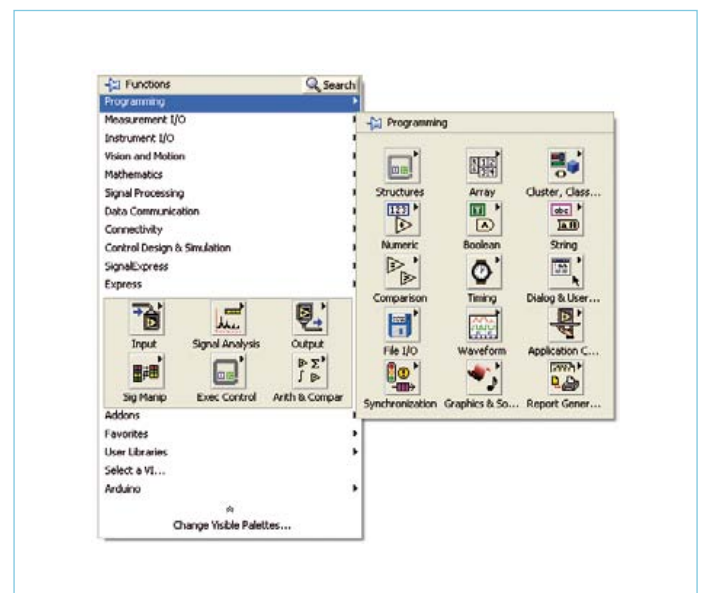 Functions
Search
Programming
Measurement I/O
Instrument I/O
Vision and Motion
Mathematics
Signal Processing
Data Communication
Connectivity
Control Design & Simulation
SignalExpress
Express
Input Signal Analysis Output
Sig Manip Exec Control Arith & Compar
Addons
Favorites
User Libraries
Select a VI...
Arduino
Change Visible Palettes...
Programming
Structures Array Cluster, Class...
Numeric Boolean String
Comparison Timing Dialog & User...
File I/O Waveform Application C...
Synchronization Graphics & So... Report Gener...